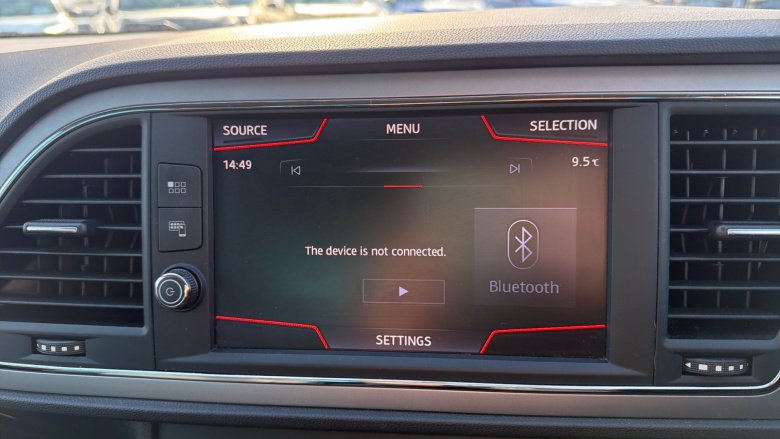 SOURCE
MENU
SELECTION
14:49
9.5℃
The device is not connected.
Bluetooth
SETTINGS